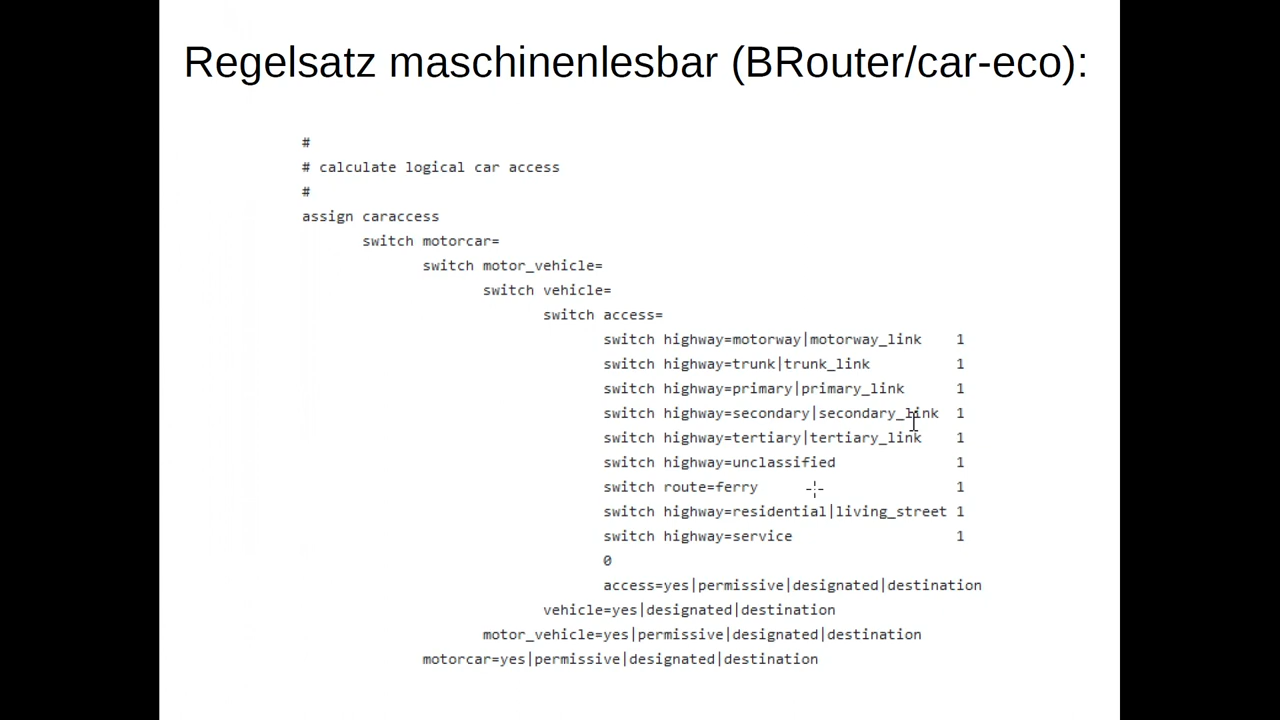 Regelsatz maschinenlesbar (BRouter/car-eco):
#
# calculate logical car access
#
assign caraccess
switch motorcar=
switch motor_vehicle=
switch vehicle=
switch access=
switch highway=motorway|motorway_link 1
switch highway=trunk|trunk_link 1
switch highway=primary|primary_link 1
switch highway=secondary|secondary_link 1
switch highway=tertiary|tertiary_link 1
switch highway=unclassified 1
switch route=ferry 1
switch highway=residential|living_street 1
switch highway=service 1
0
access=yes|permissive|designated|destination
vehicle=yes|designated|destination
motor_vehicle=yes|permissive|designated|destination
motorcar=yes|permissive|designated|destination